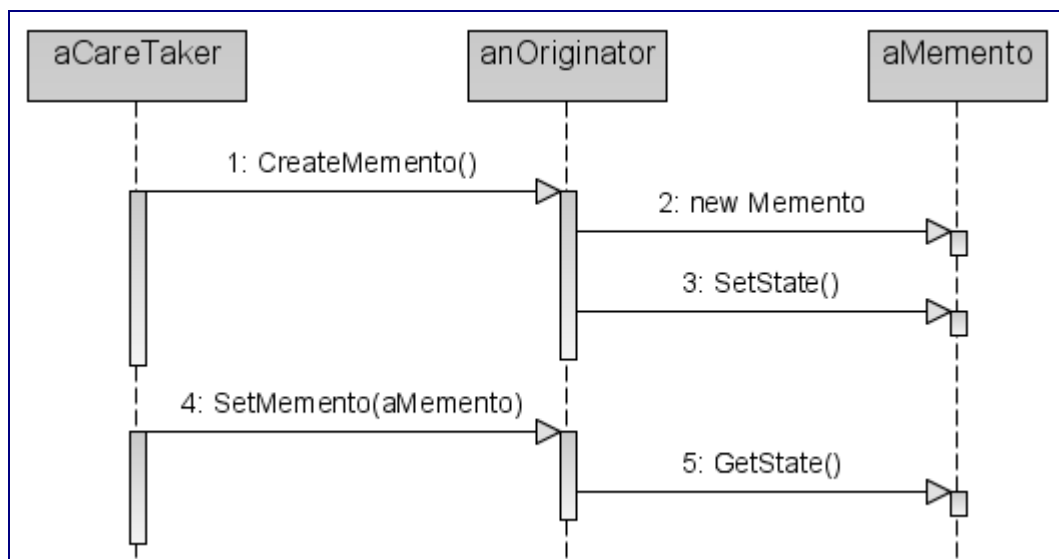 aCareTaker
anOriginator
aMemento
1: CreateMemento()
2: new Memento
3: SetState()
4: SetMemento(aMemento)
5: GetState()